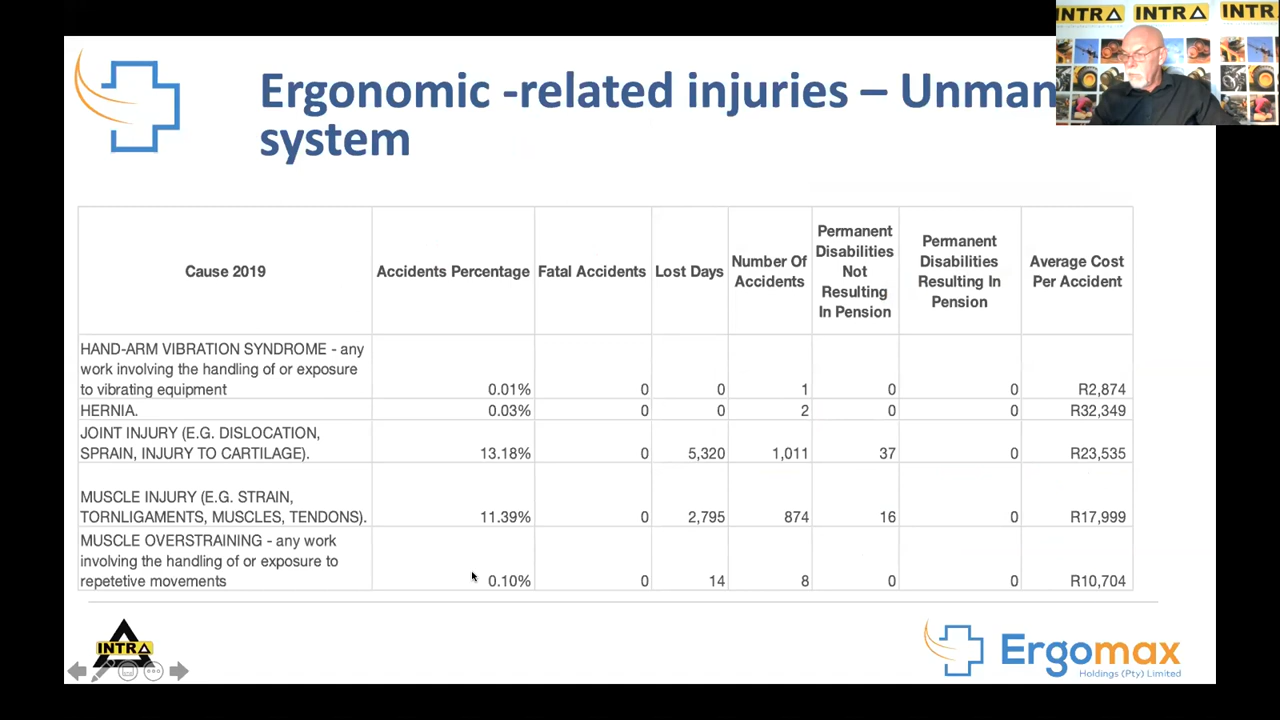 INTRA INTRA INTR
Ergonomic -related injuries – Unman
system
Cause 2019 Accidents Percentage Fatal Accidents Lost Days Number Of Accidents Permanent Disabilities Not Resulting In Pension Permanent Disabilities Resulting In Pension Average Cost Per Accident
HAND-ARM VIBRATION SYNDROME - any
work involving the handling of or exposure
to vibrating equipment 0.01% 0 0 1 0 0 R2,874
HERNIA. 0.03% 0 0 2 0 0 R32,349
JOINT INJURY (E.G. DISLOCATION,
SPRAIN, INJURY TO CARTILAGE). 13.18% 0 5,320 1,011 37 0 R23,535
MUSCLE INJURY (E.G. STRAIN,
TORNLIGAMENTS, MUSCLES, TENDONS). 11.39% 0 2,795 874 16 0 R17,999
MUSCLE OVERSTRAINING - any work
involving the handling of or exposure to
repetetive movements 0.10% 0 14 8 0 0 R10,704
INTRA
Ergomax
Holdings (Pty) Limited